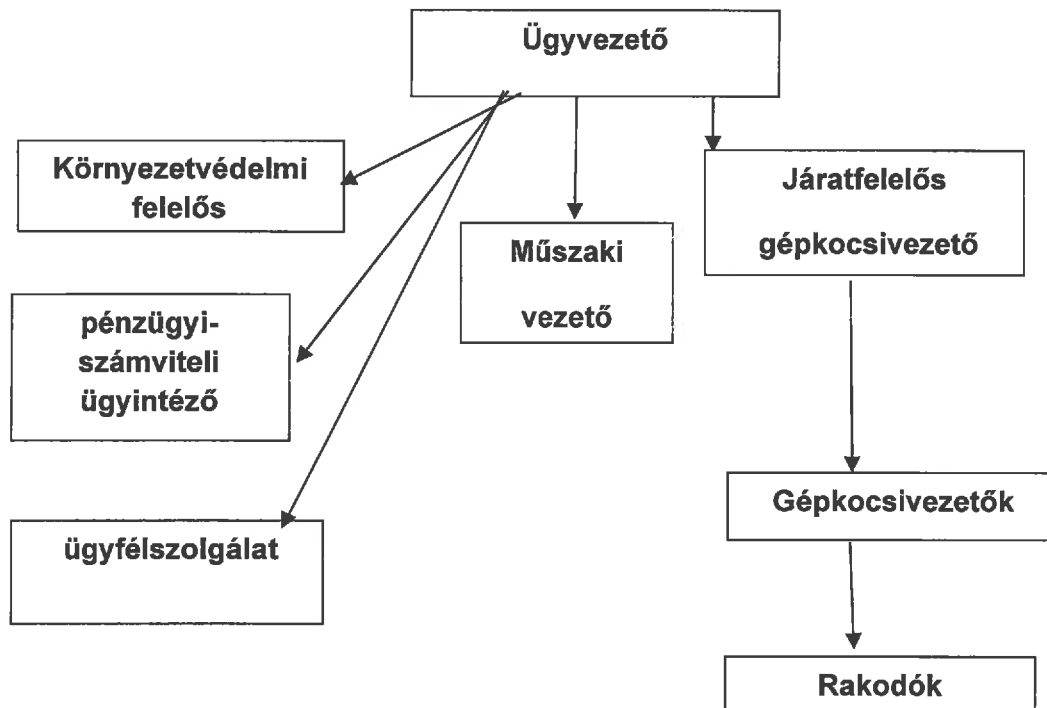 Ügyvezető
Környezetvédelmi
felelős
Járatfelelős
gépkocsivezető
Műszaki
vezető
pénzügyi-
számviteli
ügyintéző
Gépkocsivezetők
ügyfélszolgálat
Rakodók